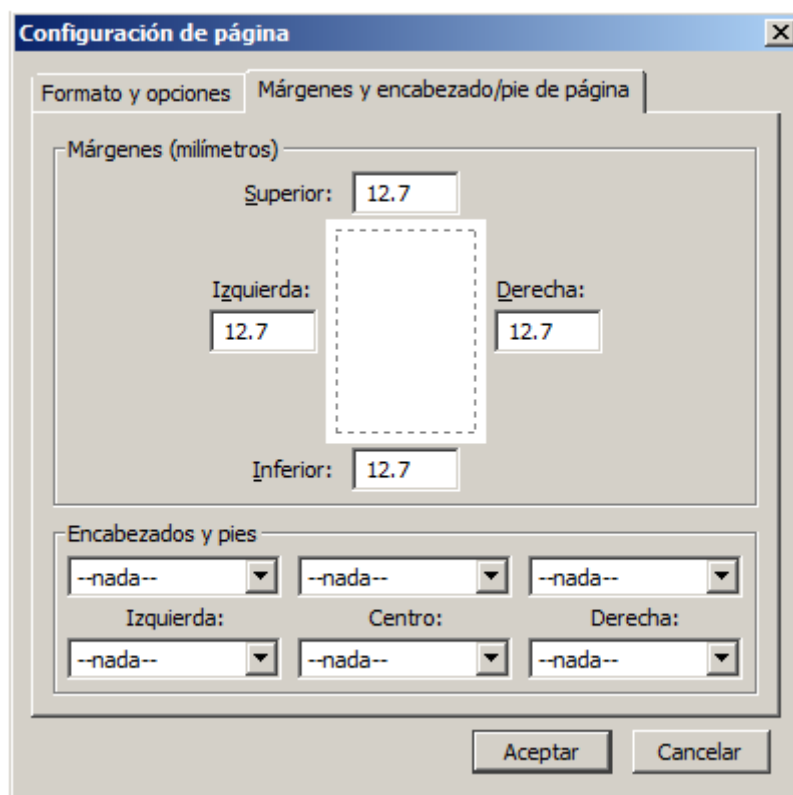 Configuración de página
Formato y opciones Márgenes y encabezado/pie de página
Márgenes (milímetros)
Superior: 12.7
Izquierda: Derecha:
12.7 12.7
Inferior: 12.7
Encabezados y pies
--nada-- --nada-- --nada--
Izquierda: Centro: Derecha:
--nada-- --nada-- --nada--
Aceptar Cancelar